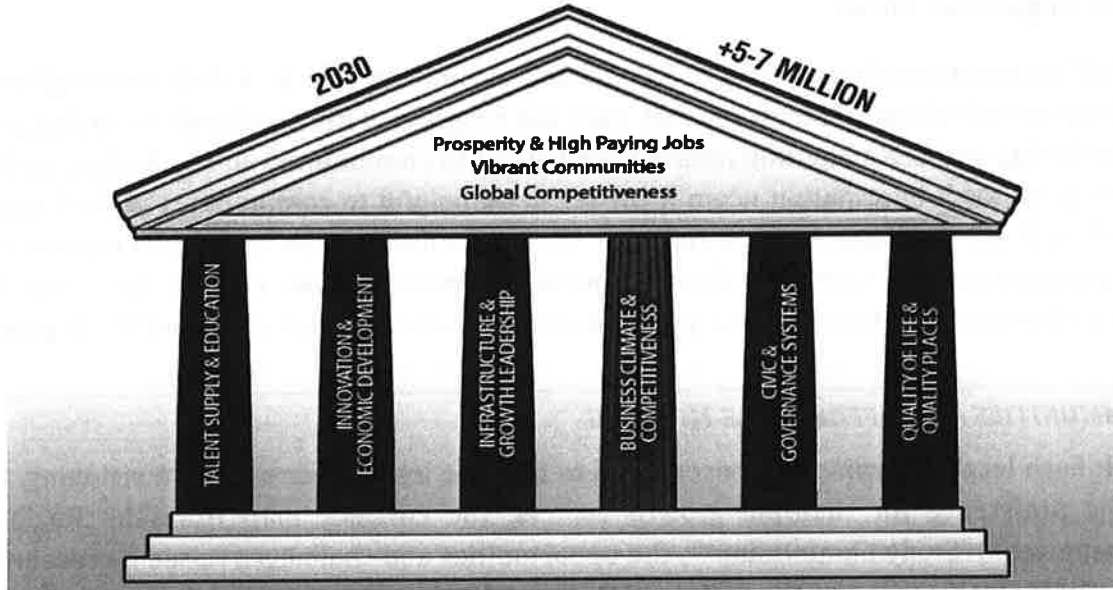 2030
+5-7 MILLION
Prosperity & High Paying Jobs
Vibrant Communities
Global Competitiveness
TALENT SUPPLY & EDUCATION
INNOVATION &
ECONOMIC DEVELOPMENT
INFRASTRUCTURE &
GROWTH LEADERSHIP
BUSINESS CLIMATE &
COMPETITIVENESS
CIVIC &
GOVERNANCE SYSTEMS
QUALITY OF LIFE &
QUALITY PLACES